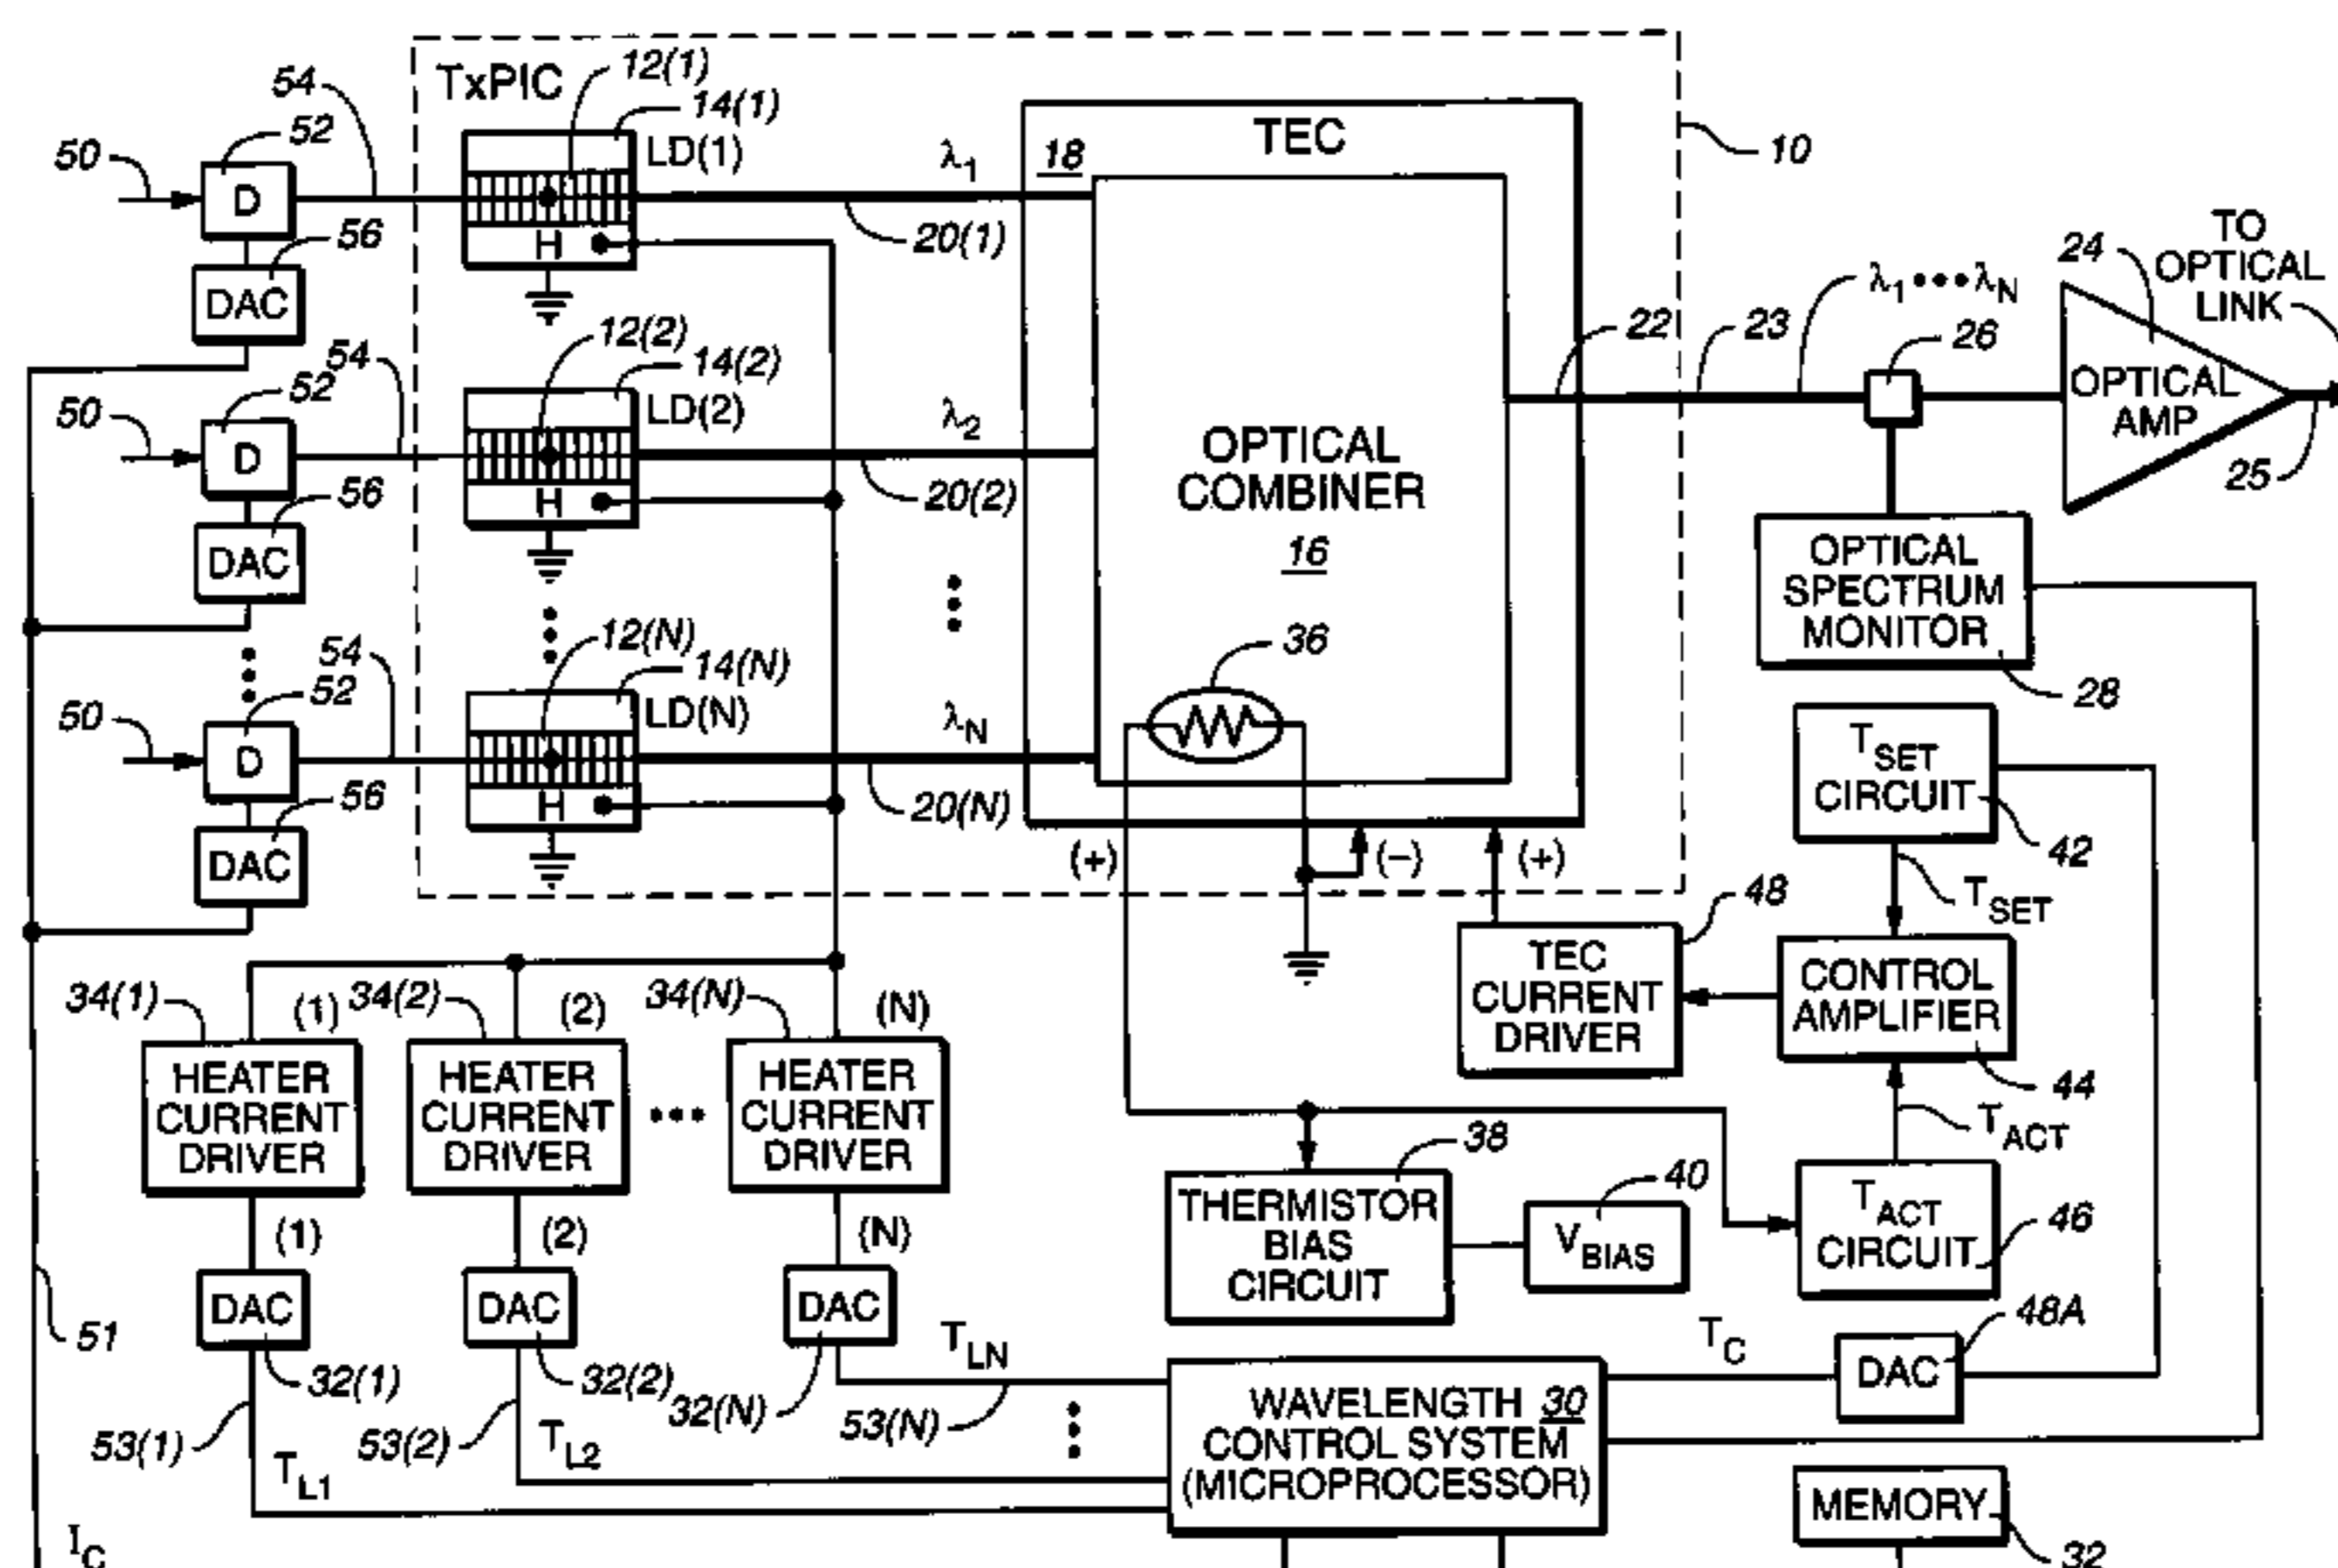 TxPIC
12(1)
14(1)
LD(1)
54
52
50
D
56
DAC
H
λ1
20(1)
18
TEC
10
TO
OPTICAL
LINK
24
λ1•••λN
26
22
23
OPTICAL
AMP
25
12(2)
14(2)
LD(2)
54
52
50
D
56
DAC
H
λ2
20(2)
OPTICAL
COMBINER
16
OPTICAL
SPECTRUM
MONITOR
28
12(N)
14(N)
LD(N)
54
52
50
D
56
DAC
H
λN
20(N)
36
TSET
CIRCUIT
42
(+)
(–)
(+)
48
TSET
TEC
CURRENT
DRIVER
CONTROL
AMPLIFIER
44
34(1)
(1)
34(2)
(2)
34(N)
(N)
HEATER
CURRENT
DRIVER
HEATER
CURRENT
DRIVER
•••
HEATER
CURRENT
DRIVER
38
TACT
THERMISTOR
BIAS
CIRCUIT
40
VBIAS
TACT
CIRCUIT
46
(1)
(2)
(N)
DAC
DAC
DAC
51
32(1)
32(2)
32(N)
TLN
53(N)
TC
48A
DAC
53(1)
TL1
53(2)
TL2
WAVELENGTH 30
CONTROL SYSTEM
(MICROPROCESSOR)
MEMORY
32
IC